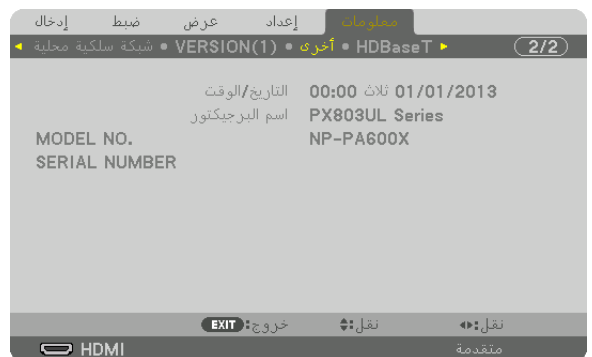 إدخال ضبط عرض إعداد معلومات
شبكة سلكية محلية • VERSION(1) • أخرى • HDBaseT 2/2
التاريخ/الوقت 00:00 ثلاث 01/01/2013
اسم البرجيكتور PX803UL Series
MODEL NO. NP-PA600X
SERIAL NUMBER
EXIT خروج: نقل: نقل:
HDMI متقدمة